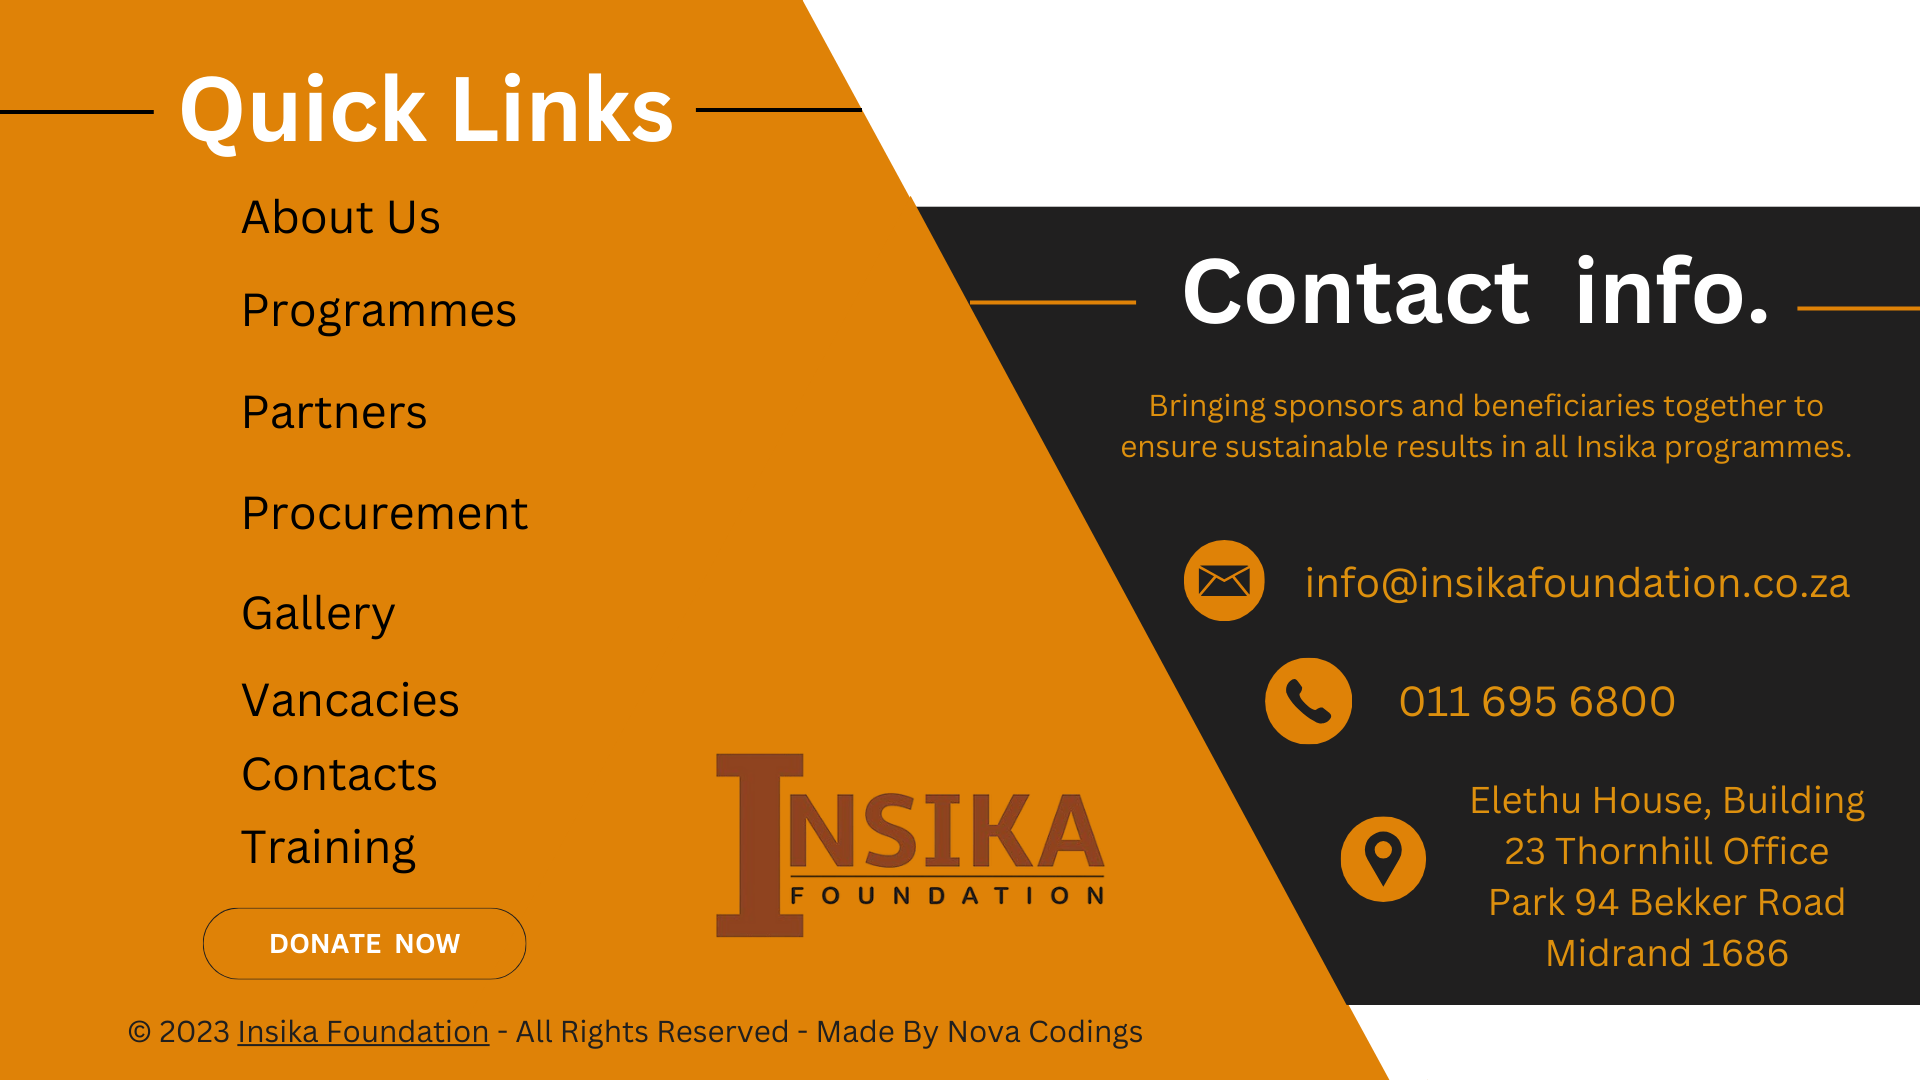 Quick Links
About Us
Programmes
Partners
Procurement
Gallery
Vancacies
Contacts
Training
DONATE NOW
INSIKA
FOUNDATION
© 2023 Insika Foundation - All Rights Reserved - Made By Nova Codings
Contact info.
Bringing sponsors and beneficiaries together to
ensure sustainable results in all Insika programmes.
info@insikafoundation.co.za
011 695 6800
Elethu House, Building
23 Thornhill Office
Park 94 Bekker Road
Midrand 1686